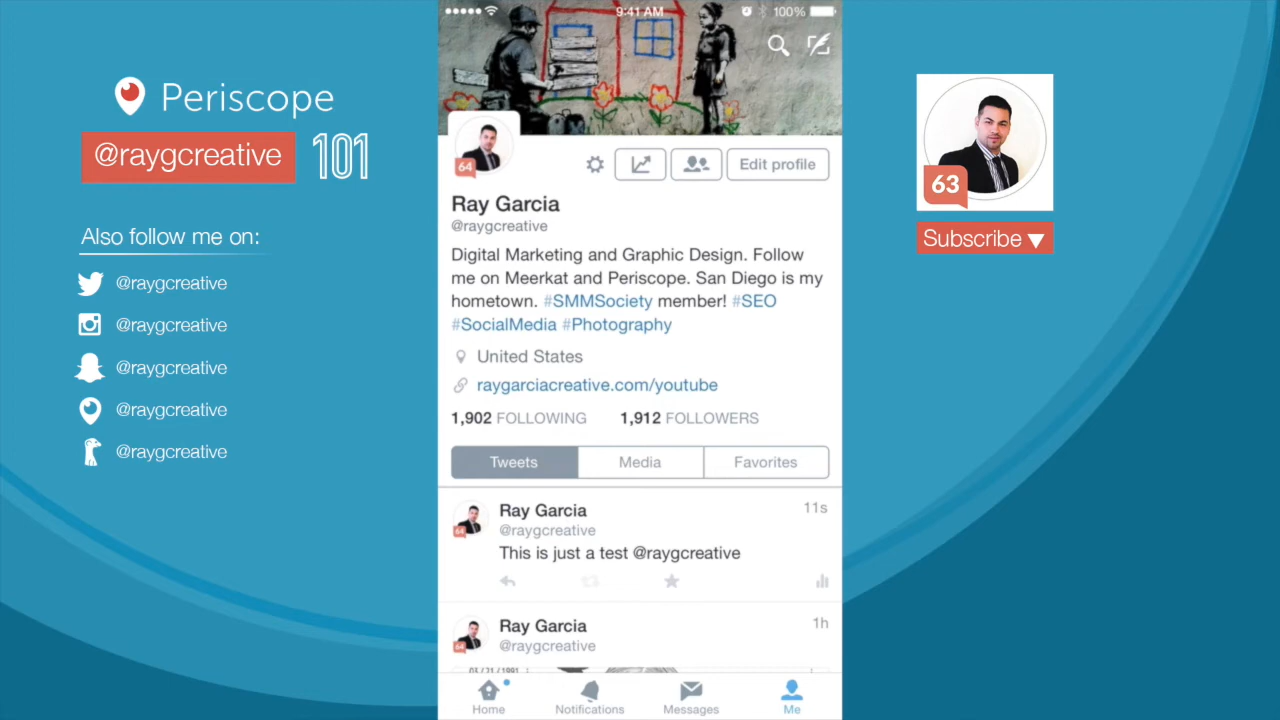 Periscope
@raygcreative 101
Also follow me on:
@raygcreative
@raygcreative
@raygcreative
@raygcreative
@raygcreative
9:41 AM
100%
64
Edit profile
Ray Garcia
@raygcreative
Digital Marketing and Graphic Design. Follow
me on Meerkat and Periscope. San Diego is my
hometown. #SMMSociety member! #SEO
#SocialMedia #Photography
United States
raygarciacreative.com/youtube
1,902 FOLLOWING 1,912 FOLLOWERS
Tweets Media Favorites
64
Ray Garcia 11s
@raygcreative
This is just a test @raygcreative
64
Ray Garcia 1h
@raygcreative
Home Notifications Messages Me
63
Subscribe